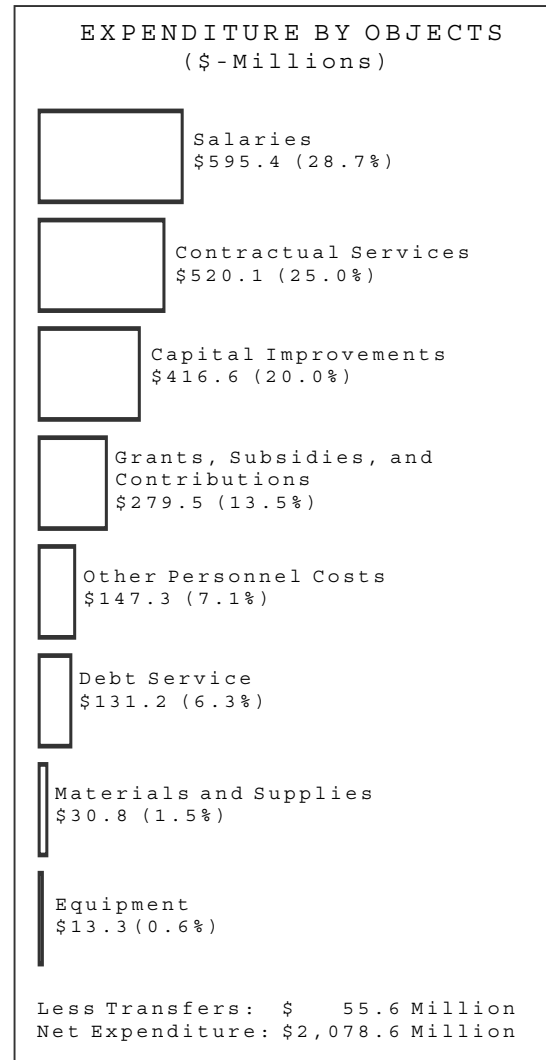 EXPENDITURE BY OBJECTS
($-Millions)
Salaries
$595.4 (28.7%)
Contractual Services
$520.1 (25.0%)
Capital Improvements
$416.6 (20.0%)
Grants, Subsidies, and
Contributions
$279.5 (13.5%)
Other Personnel Costs
$147.3 (7.1%)
Debt Service
$131.2 (6.3%)
Materials and Supplies
$30.8 (1.5%)
Equipment
$13.3(0.6%)
Less Transfers: $ 55.6 Million
Net Expenditure: $2,078.6 Million